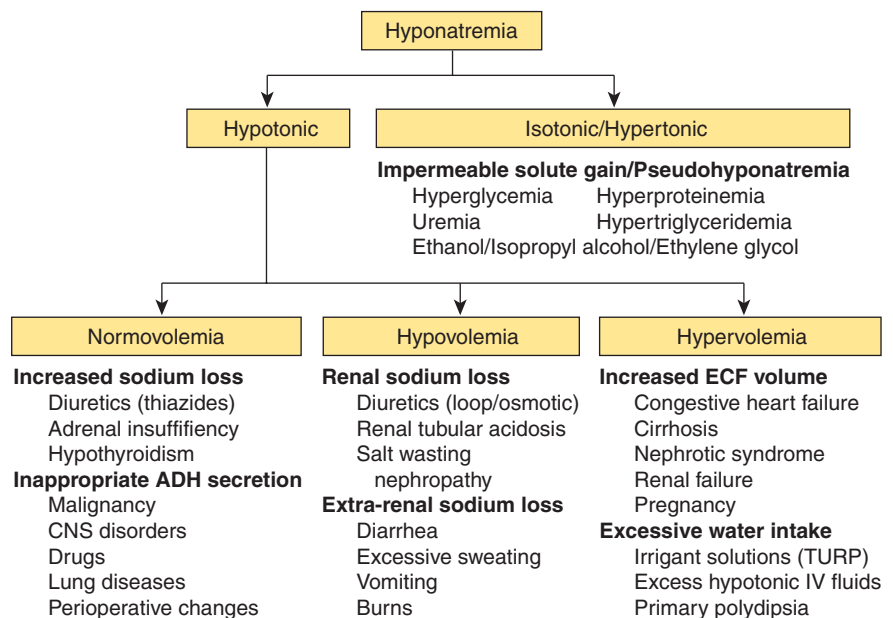 Hyponatremia
Hypotonic
Isotonic/Hypertonic
Impermeable solute gain/Pseudohyponatremia
Hyperglycemia Hyperproteinemia
Uremia Hypertriglyceridemia
Ethanol/Isopropyl alcohol/Ethylene glycol
Normovolemia
Increased sodium loss
Diuretics (thiazides)
Adrenal insuffifiency
Hypothyroidism
Inappropriate ADH secretion
Malignancy
CNS disorders
Drugs
Lung diseases
Perioperative changes
Hypovolemia
Renal sodium loss
Diuretics (loop/osmotic)
Renal tubular acidosis
Salt wasting
nephropathy
Extra-renal sodium loss
Diarrhea
Excessive sweating
Vomiting
Burns
Hypervolemia
Increased ECF volume
Congestive heart failure
Cirrhosis
Nephrotic syndrome
Renal failure
Pregnancy
Excessive water intake
Irrigant solutions (TURP)
Excess hypotonic IV fluids
Primary polydipsia